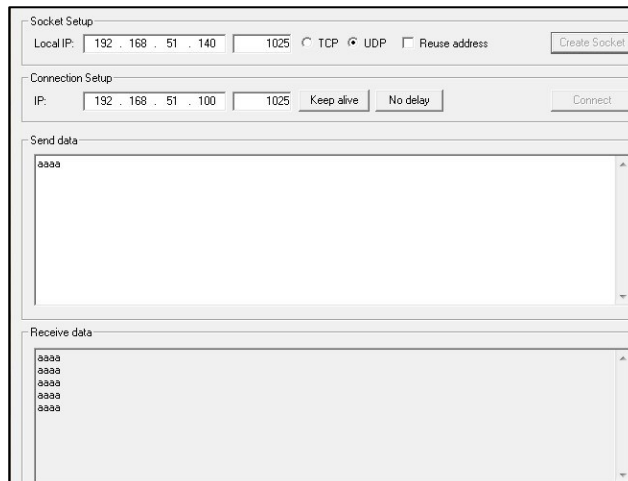 Socket Setup
Local IP: 192 . 168 . 51 . 140 1025 TCP UDP Reuse address Create Socket
Connection Setup
IP: 192 . 168 . 51 . 100 1025 Keep alive No delay Connect
Send data
aaaa
Receive data
aaaa
aaaa
aaaa
aaaa
aaaa